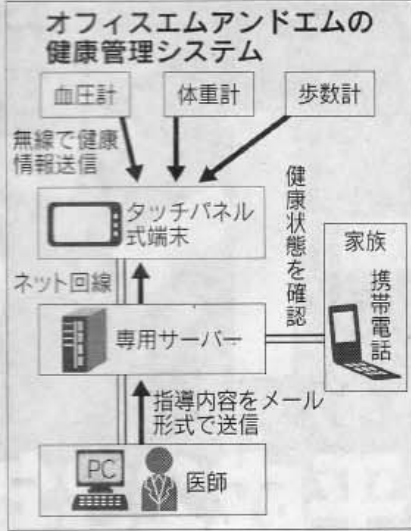 オフィスエムアンドエムの
健康管理システム
血圧計
体重計
歩数計
無線で健康
情報送信
タッチパネル
式端末
健康状態を確認
家族
携帯電話
ネット回線
専用サーバー
指導内容をメール
形式で送信
PC
医師